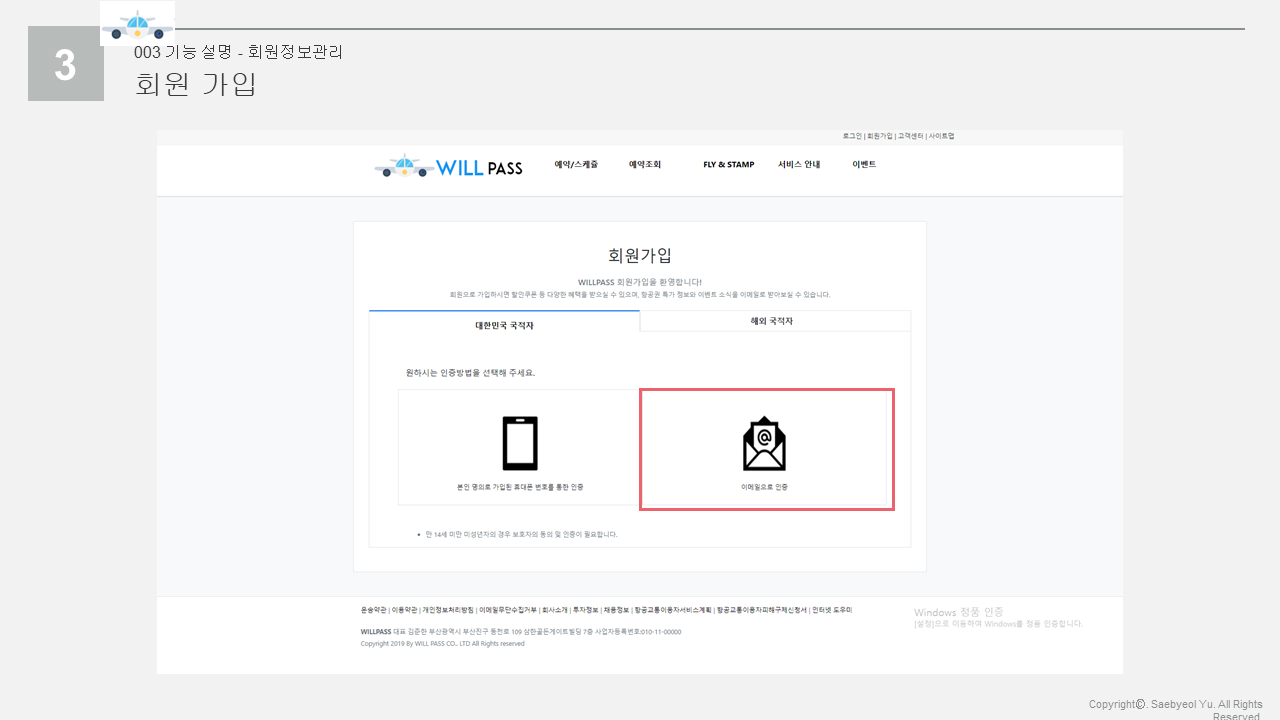 3
003 기능 설명 - 회원정보관리
회원 가입
로그인 | 회원가입 | 고객센터 | 사이트맵
WILL PASS
예약/스케줄 예약조회 FLY & STAMP 서비스 안내 이벤트
회원가입
WILLPASS 회원가입을 환영합니다!
회원으로 가입하시면 할인쿠폰 등 다양한 혜택을 받으실 수 있으며, 항공권 특가 정보와 이벤트 소식을 이메일로 받아보실 수 있습니다.
대한민국 국적자 해외 국적자
원하시는 인증방법을 선택해 주세요.
@
본인 명의로 가입된 휴대폰 번호를 통한 인증 이메일으로 인증
• 만 14세 미만 미성년자의 경우 보호자의 동의 및 인증이 필요합니다.
운송약관 | 이용약관 | 개인정보처리방침 | 이메일무단수집거부 | 회사소개 | 투자정보 | 채용정보 | 항공교통이용자서비스계획 | 항공교통이용자피해구제신청서 | 인터넷 도우미
WILLPASS 대표 김준한 부산광역시 부산진구 동천로 109 삼한골든게이트빌딩 7층 사업자등록번호:010-11-00000
Copyright 2019 By WILL PASS CO.. LTD All Rights reserved
Windows 정품 인증
[설정]으로 이동하여 Windows를 정품 인증합니다.
Copyright©. Saebyeol Yu. All Rights
Reserved.